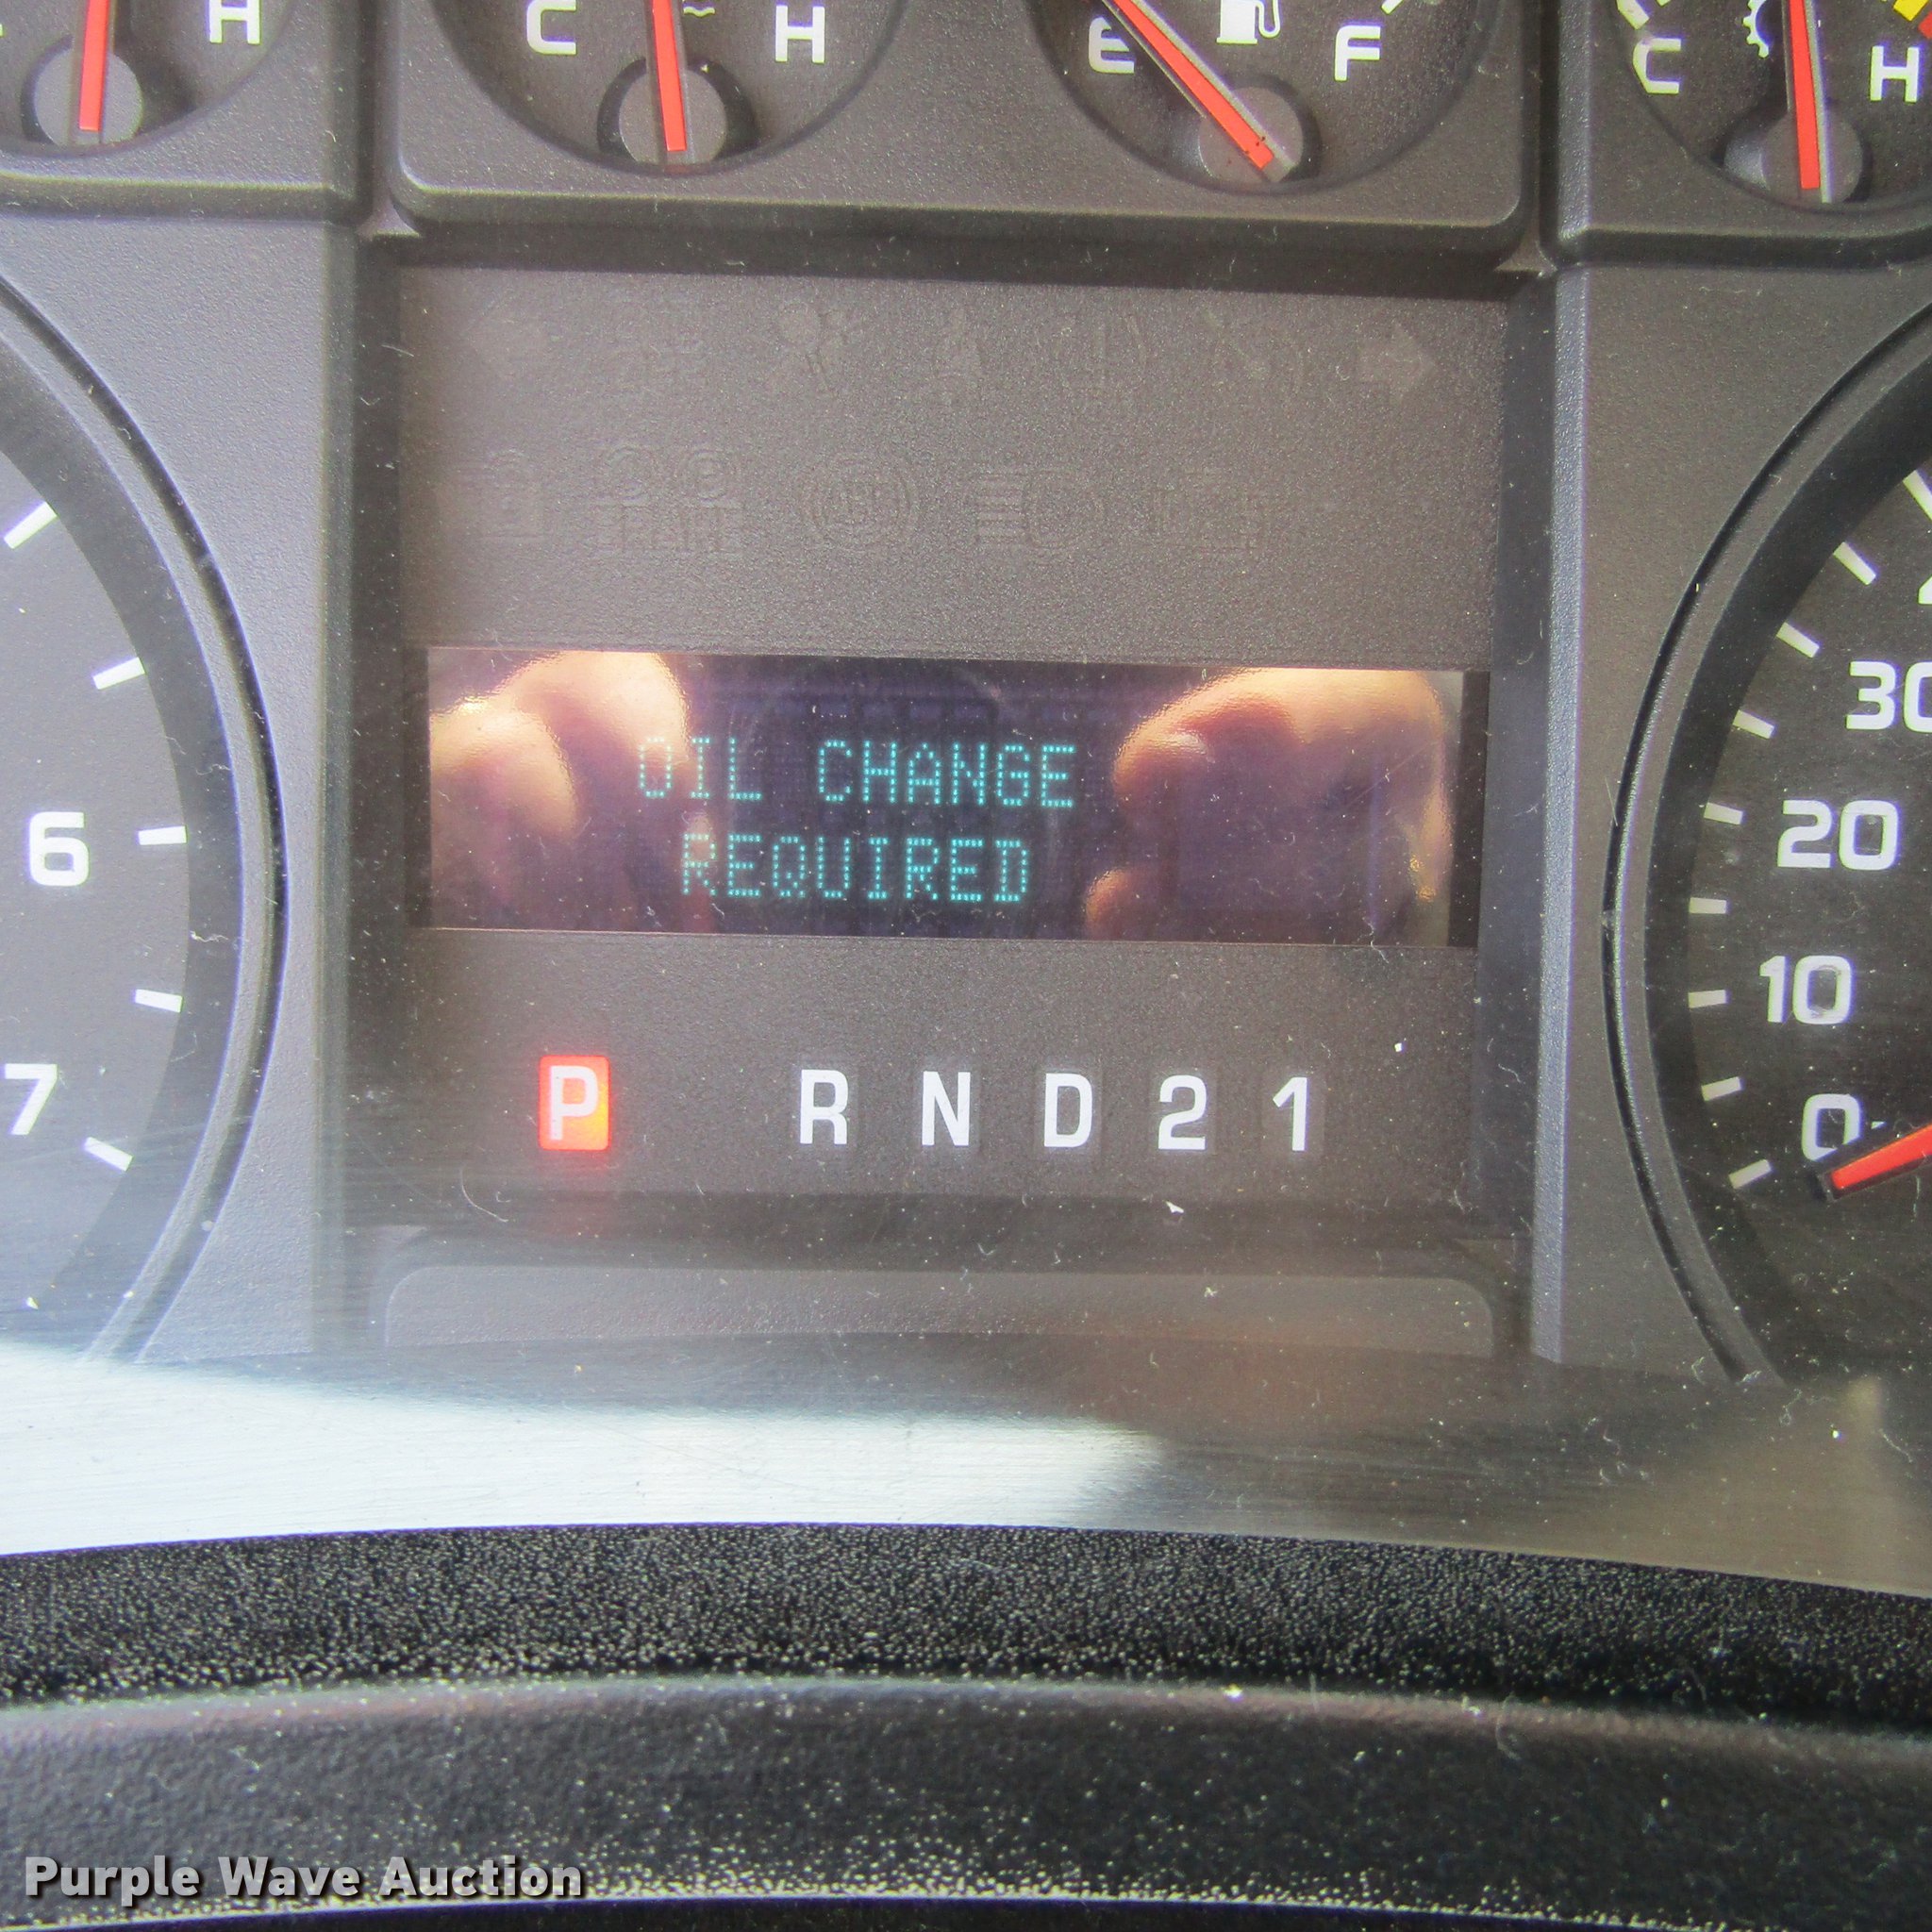 H
C H
E F
C H
6
7
30
20
10
0
OIL CHANGE
REQUIRED
P R N D 2 1
Purple Wave Auction